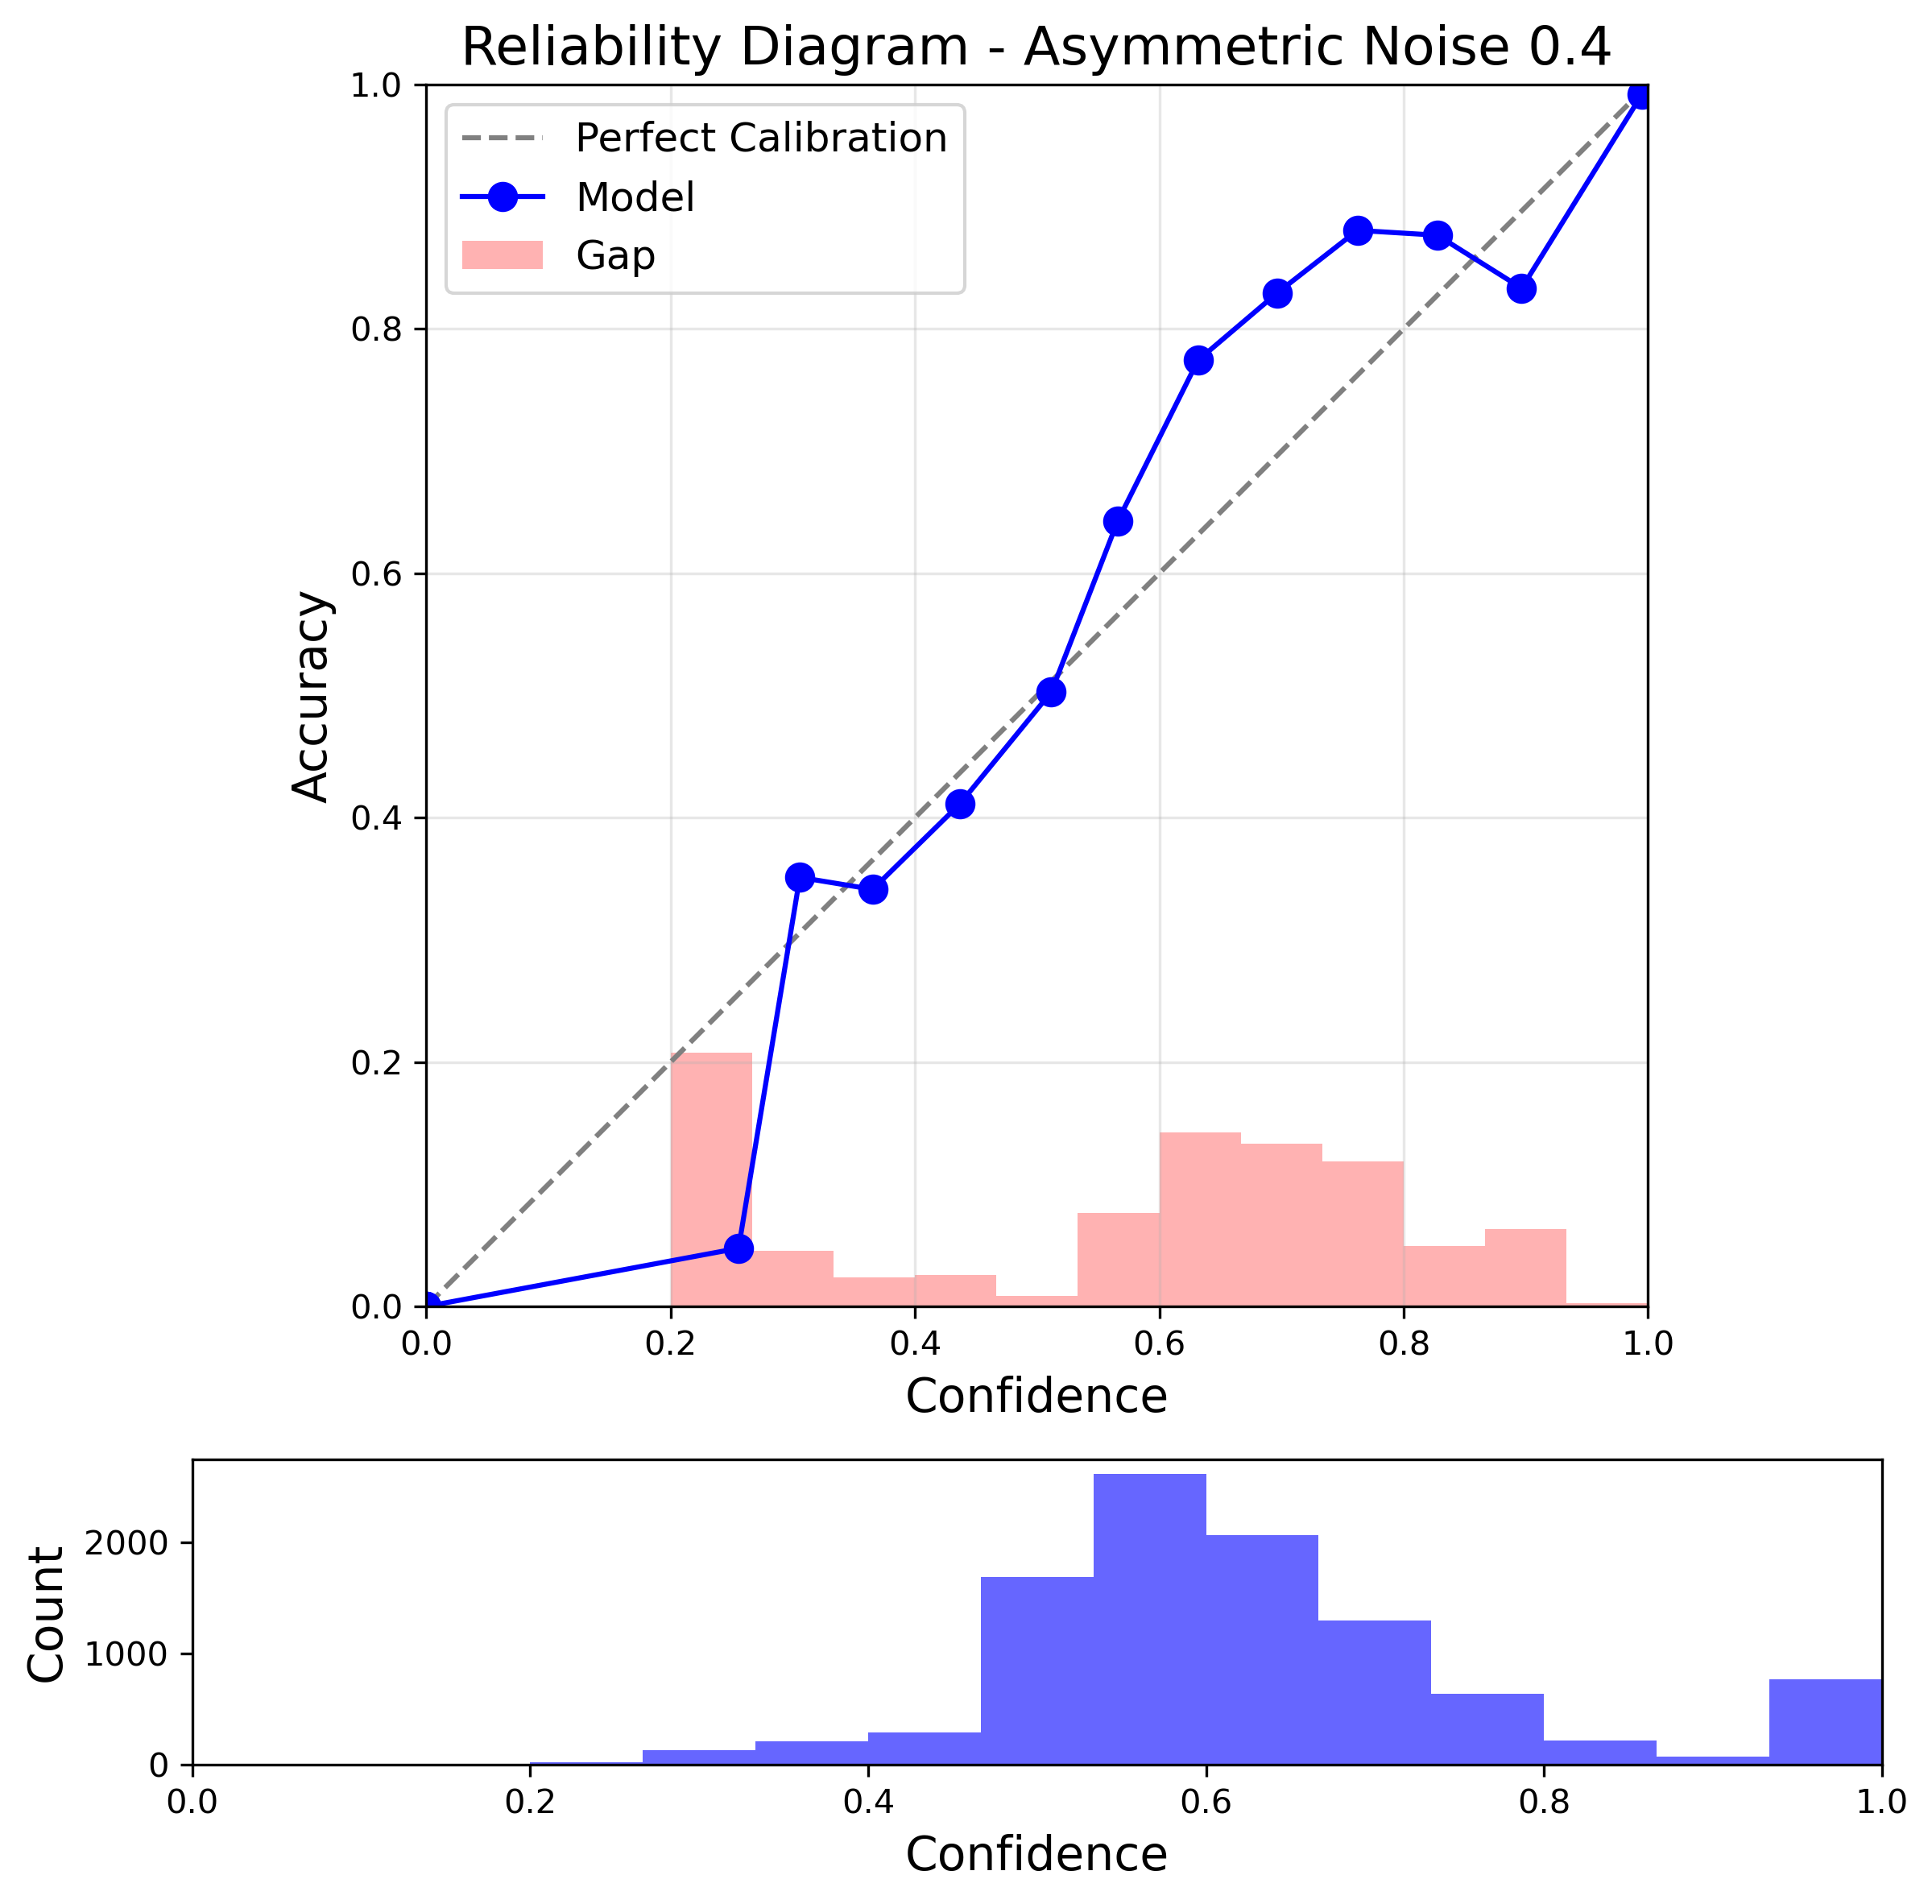 Reliability Diagram - Asymmetric Noise 0.4
Perfect Calibration
Model
Gap
1.0
0.8
0.6
0.4
0.2
0.0
Accuracy
0.0 0.2 0.4 0.6 0.8 1.0
Confidence
2000
1000
0
Count
0.0 0.2 0.4 0.6 0.8 1.0
Confidence